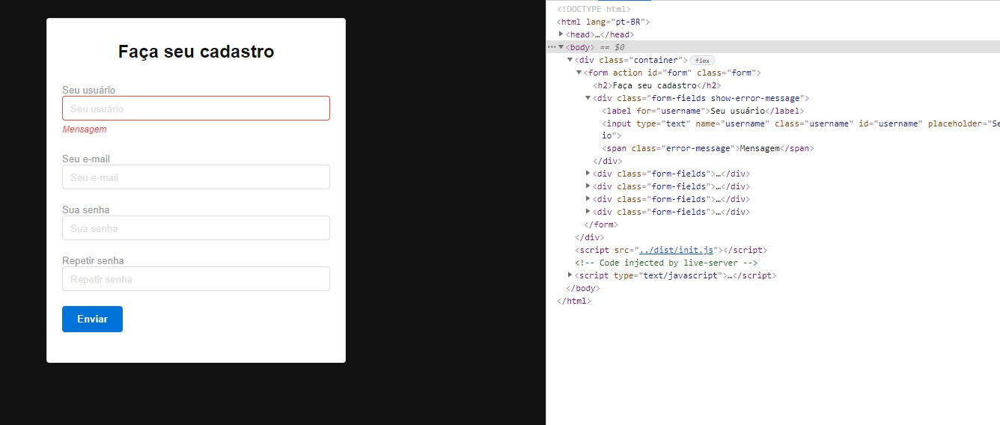 Faça seu cadastro
Seu usuário
Seu usuário
Mensagem
Seu e-mail
Seu e-mail
Sua senha
Sua senha
Repetir senha
Repetir senha
Enviar
<!DOCTYPE html>
<html lang="pt-BR">
<head>…</head>
<body> == $0
<div class="container"> flex
<form action id="form" class="form">
<h2>Faça seu cadastro</h2>
<div class="form-fields show-error-message">
<label for="username">Seu usuário</label>
<input type="text" name="username" class="username" id="username" placeholder="Se
io">
<span class="error-message">Mensagem</span>
</div>
<div class="form-fields">…</div>
<div class="form-fields">…</div>
<div class="form-fields">…</div>
<div class="form-fields">…</div>
</form>
</div>
<script src="../dist/init.js"></script>
<!-- Code injected by live-server -->
<script type="text/javascript">…</script>
</body>
</html>